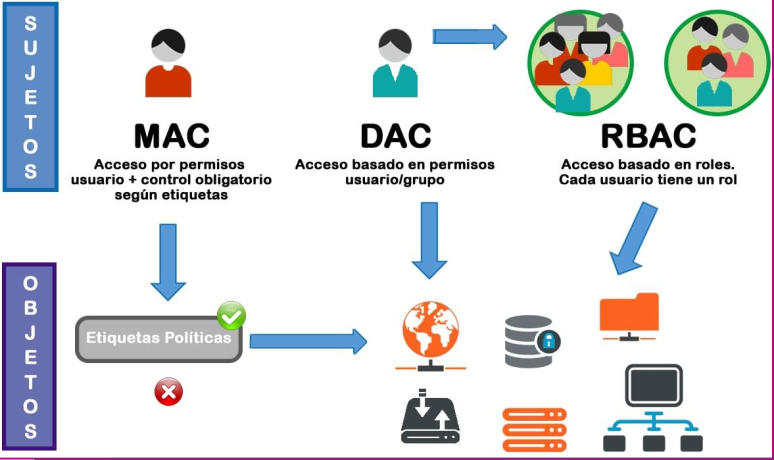 SUJETOS
MAC
Acceso por permisos
usuario + control obligatorio
según etiquetas
DAC
Acceso basado en permisos
usuario/grupo
RBAC
Acceso basado en roles.
Cada usuario tiene un rol
OBJETOS
Etiquetas Políticas